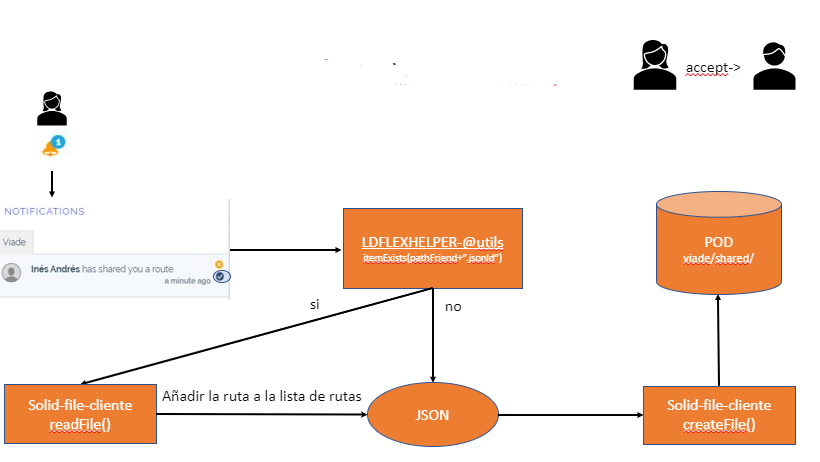 accept->
1
NOTIFICATIONS
Viade
Inés Andrés has shared you a route.
a minute ago
LDFLEXHELPER-@utils
itemExists(pathFriend+".jsonld")
POD
viade/shared/
si
no
Solid-file-cliente
readFile()
Añadir la ruta a la lista de rutas
JSON
Solid-file-cliente
createFile()